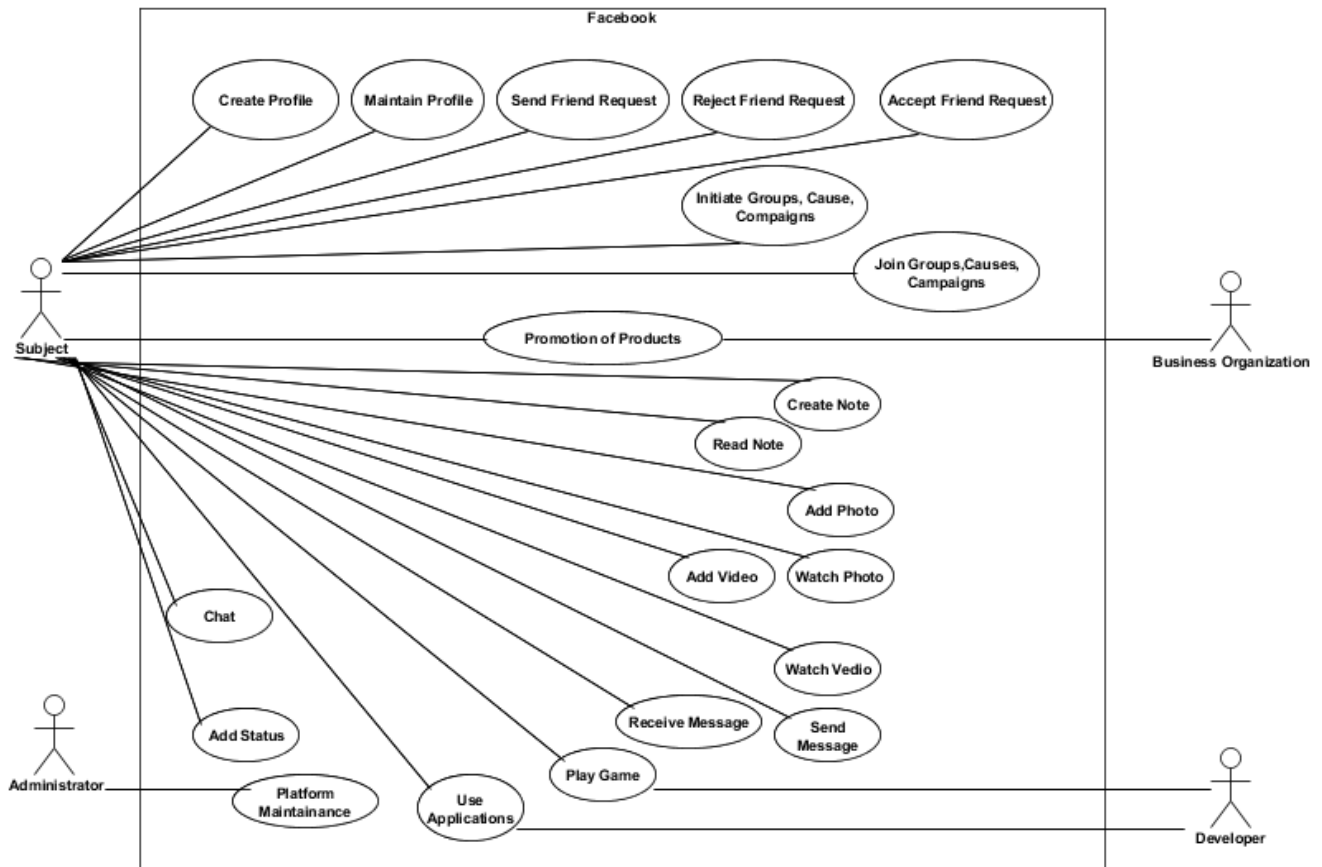 Facebook
Create Profile
Maintain Profile
Send Friend Request
Reject Friend Request
Accept Friend Request
Initiate Groups, Cause,
Compaigns
Join Groups,Causes,
Campaigns
Subject
Promotion of Products
Business Organization
Create Note
Read Note
Add Photo
Add Video
Watch Photo
Chat
Watch Vedio
Receive Message
Send
Message
Add Status
Administrator
Platform
Maintainance
Use
Applications
Play Game
Developer